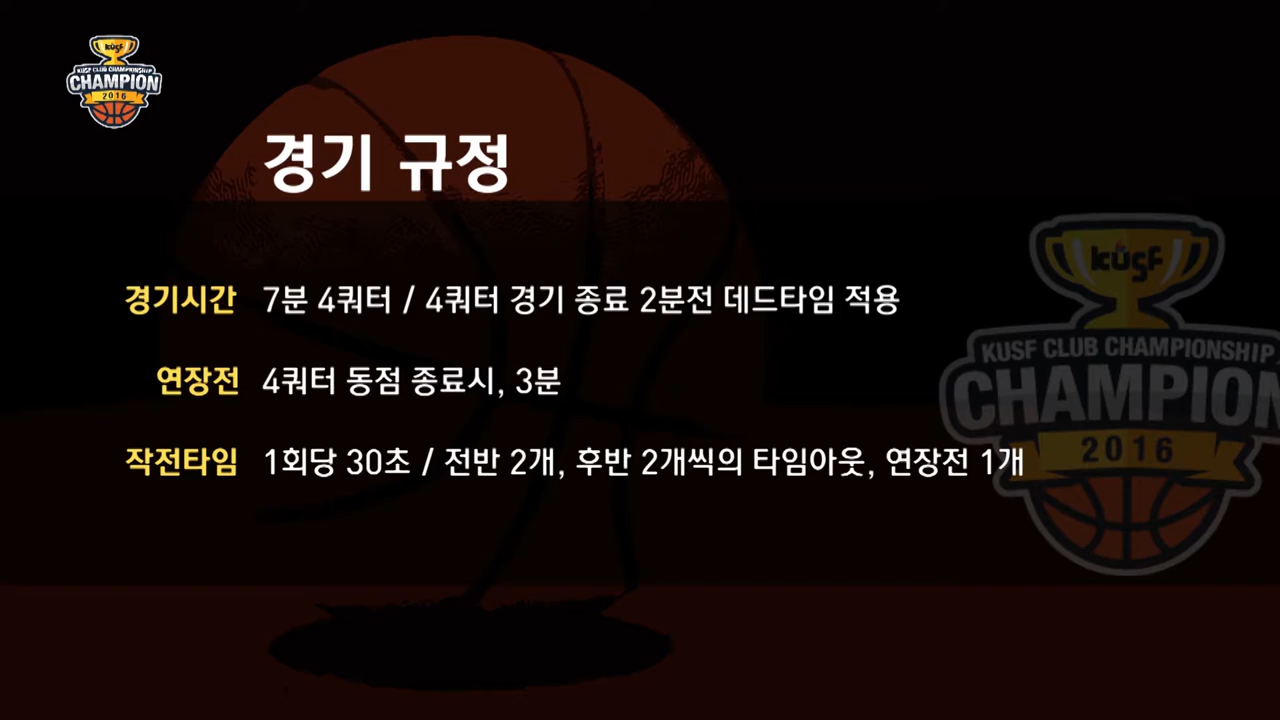 kusf
KUSF CLUB CHAMPIONSHIP
CHAMPION
2016
경기 규정
경기시간 7분 4쿼터 / 4쿼터 경기 종료 2분전 데드타임 적용
연장전 4쿼터 동점 종료시, 3분
작전타임 1회당 30초 / 전반 2개, 후반 2개씩의 타임아웃, 연장전 1개
kusf
KUSF CLUB CHAMPIONSHIP
CHAMPION
2016